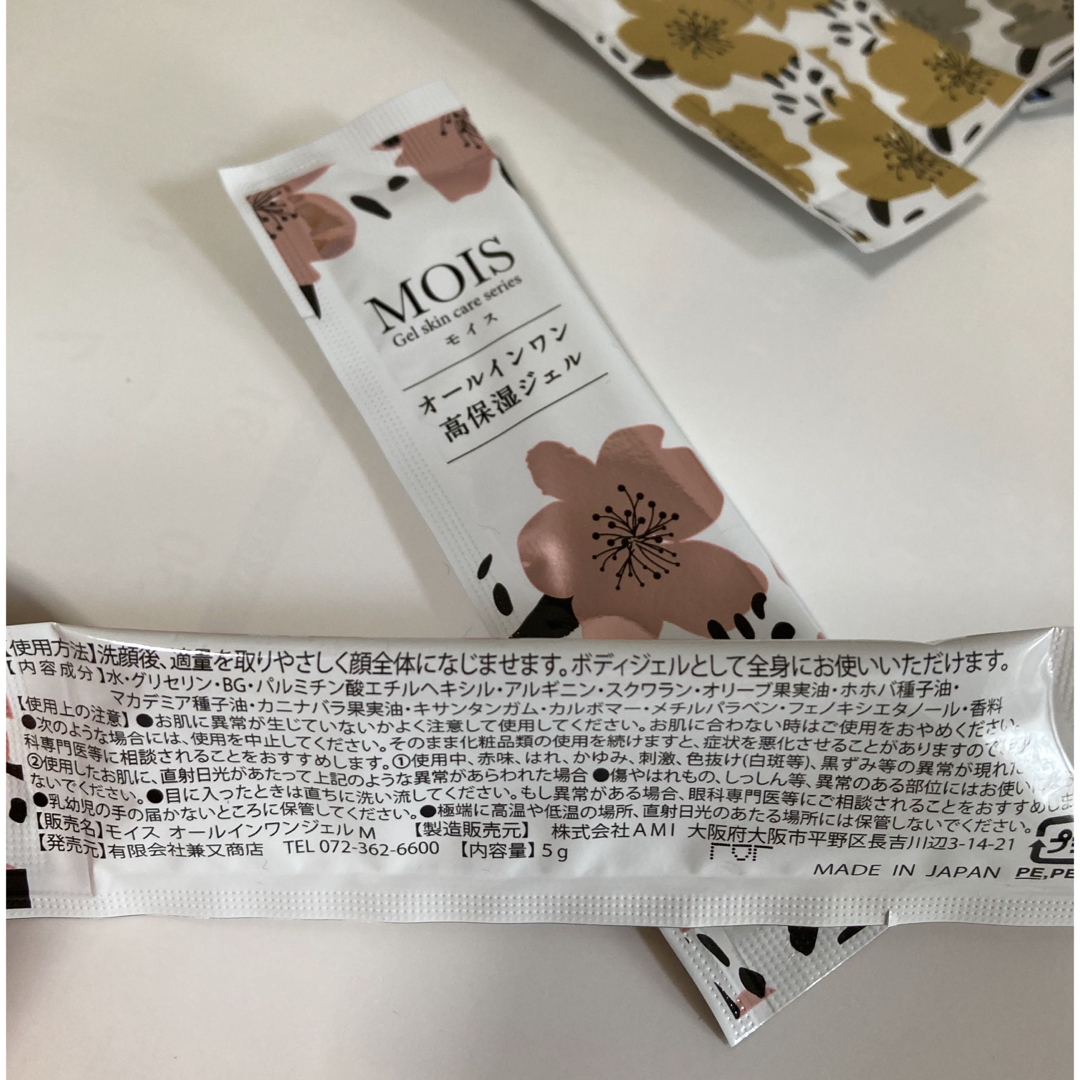 MOIS
Gel skin care series
モイス
オールインワン
高保湿ジェル
【使用方法】洗顔後、適量を取りやさしく顔全体になじませます。ボディジェルとして全身にお使いいただけます。
【内容成分】水・グリセリン・BG・パルミチン酸エチルヘキシル・アルギニン・スクワラン・オリーブ果実油・ホホバ種子油・
マカデミア種子油・カニナバラ果実油・キサンタンガム・カルボマー・メチルパラベン・フェノキシエタノール・香料
【使用上の注意】●お肌に異常が生じていないかよく注意して使用してください。お肌に合わない時はご使用をおやめください。
●次のような場合には、使用を中止してください。そのまま化粧品類の使用を続けますと、症状を悪化させることがありますので
科専門医等に相談されることをおすすめします。①使用中、赤味、はれ、かゆみ、刺激、色抜け(白斑等)、黒ずみ等の異常が現れた
②使用したお肌に、直射日光があたって上記のような異常があらわれた場合 ●傷やはれもの、しっしん等、異常のある部位にはお使い
ないでください。●目に入ったときは直ちに洗い流してください。もし異常がある場合、眼科専門医等にご相談されることをおすすめしま
●乳幼児の手の届かないところに保管してください。●極端に高温や低温の場所、直射日光のあたる場所には保管しないでください。
【販売名】モイス オールインワンジェル M 【製造販売元】 株式会社AMI 大阪府大阪市平野区長吉川辺3-14-21
【発売元】有限会社兼又商店 TEL 072-362-6600 【内容量】5g
MADE IN JAPAN PE,PE
プラ